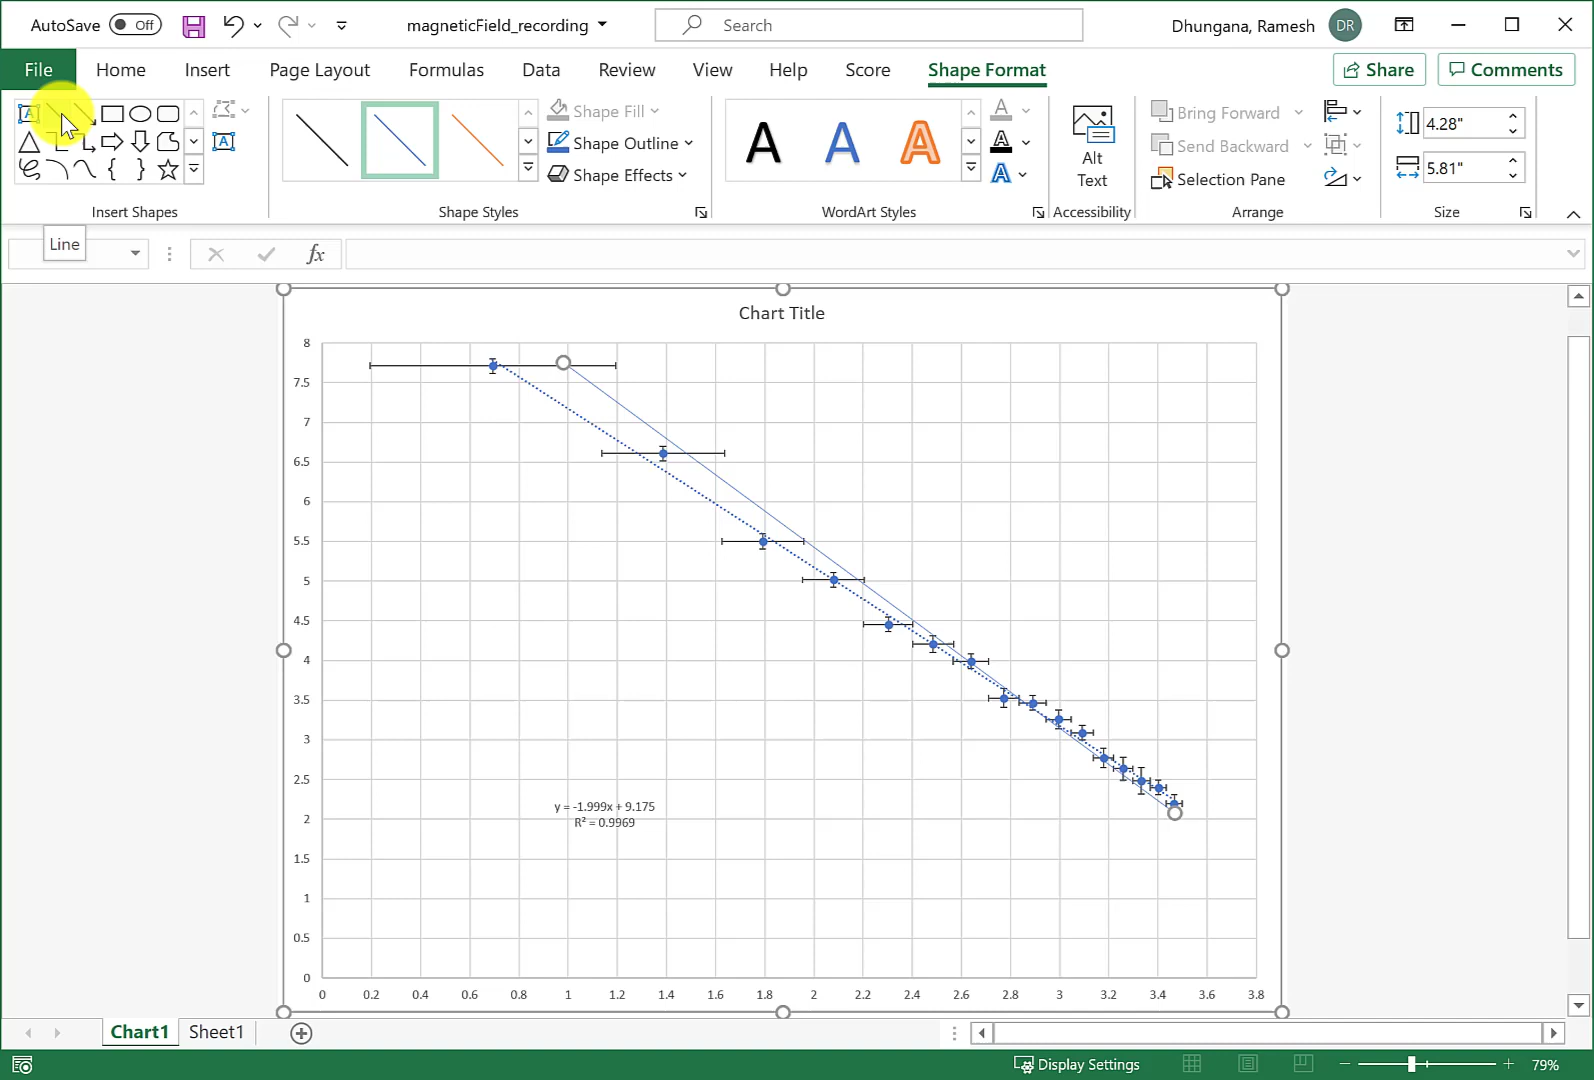 AutoSave Off magneticField_recording Search Dhungana, Ramesh DR
File Home Insert Page Layout Formulas Data Review View Help Score Shape Format Share Comments
A
A
A A A
Shape Fill
Shape Outline
Shape Effects
A
A
A
Alt
Text
Bring Forward
Send Backward
Selection Pane
4.28"
5.81"
Insert Shapes Shape Styles WordArt Styles Accessibility Arrange Size
Line
fx
Chart Title
8
7.5
7
6.5
6
5.5
5
4.5
4
3.5
3
2.5
2
1.5
1
0.5
0
y = -1.999x + 9.175
R² = 0.9969
0 0.2 0.4 0.6 0.8 1 1.2 1.4 1.6 1.8 2 2.2 2.4 2.6 2.8 3 3.2 3.4 3.6 3.8
Chart1 Sheet1
Display Settings 79%